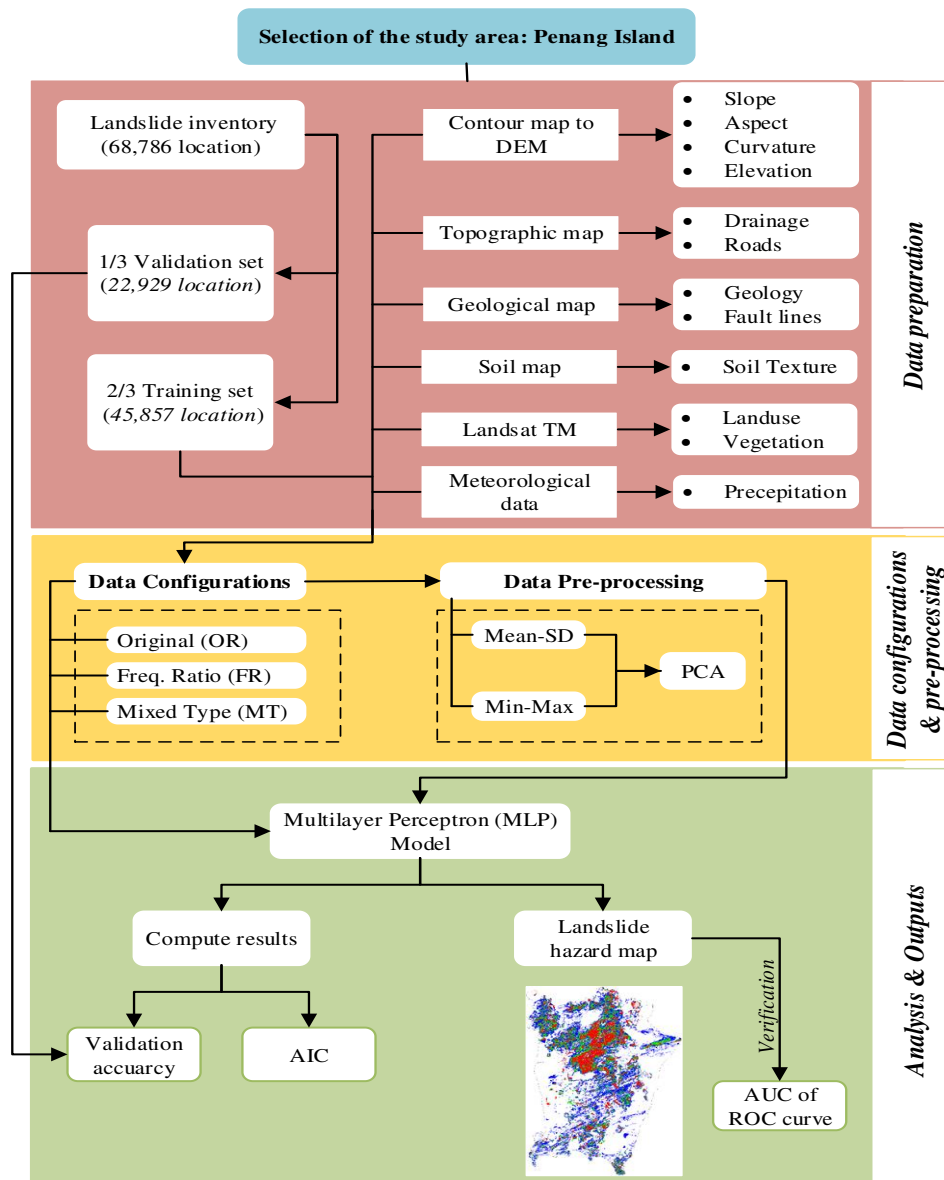 Selection of the study area: Penang Island
Landslide inventory
(68,786 location)
1/3 Validation set
(22,929 location)
2/3 Training set
(45,857 location)
Contour map to
DEM
• Slope
• Aspect
• Curvature
• Elevation
Topographic map
• Drainage
• Roads
Geological map
• Geology
• Fault lines
Soil map
• Soil Texture
Landsat TM
• Landuse
• Vegetation
Meteorological
data
• Precepitation
Data preparation
Data Configurations
Original (OR)
Freq. Ratio (FR)
Mixed Type (MT)
Data Pre-processing
Mean-SD
Min-Max
PCA
Data configurations
& pre-processing
Multilayer Perceptron (MLP)
Model
Compute results
Landslide
hazard map
Validation
accuarcy
AIC
Verification
AUC of
ROC curve
Analysis & Outputs